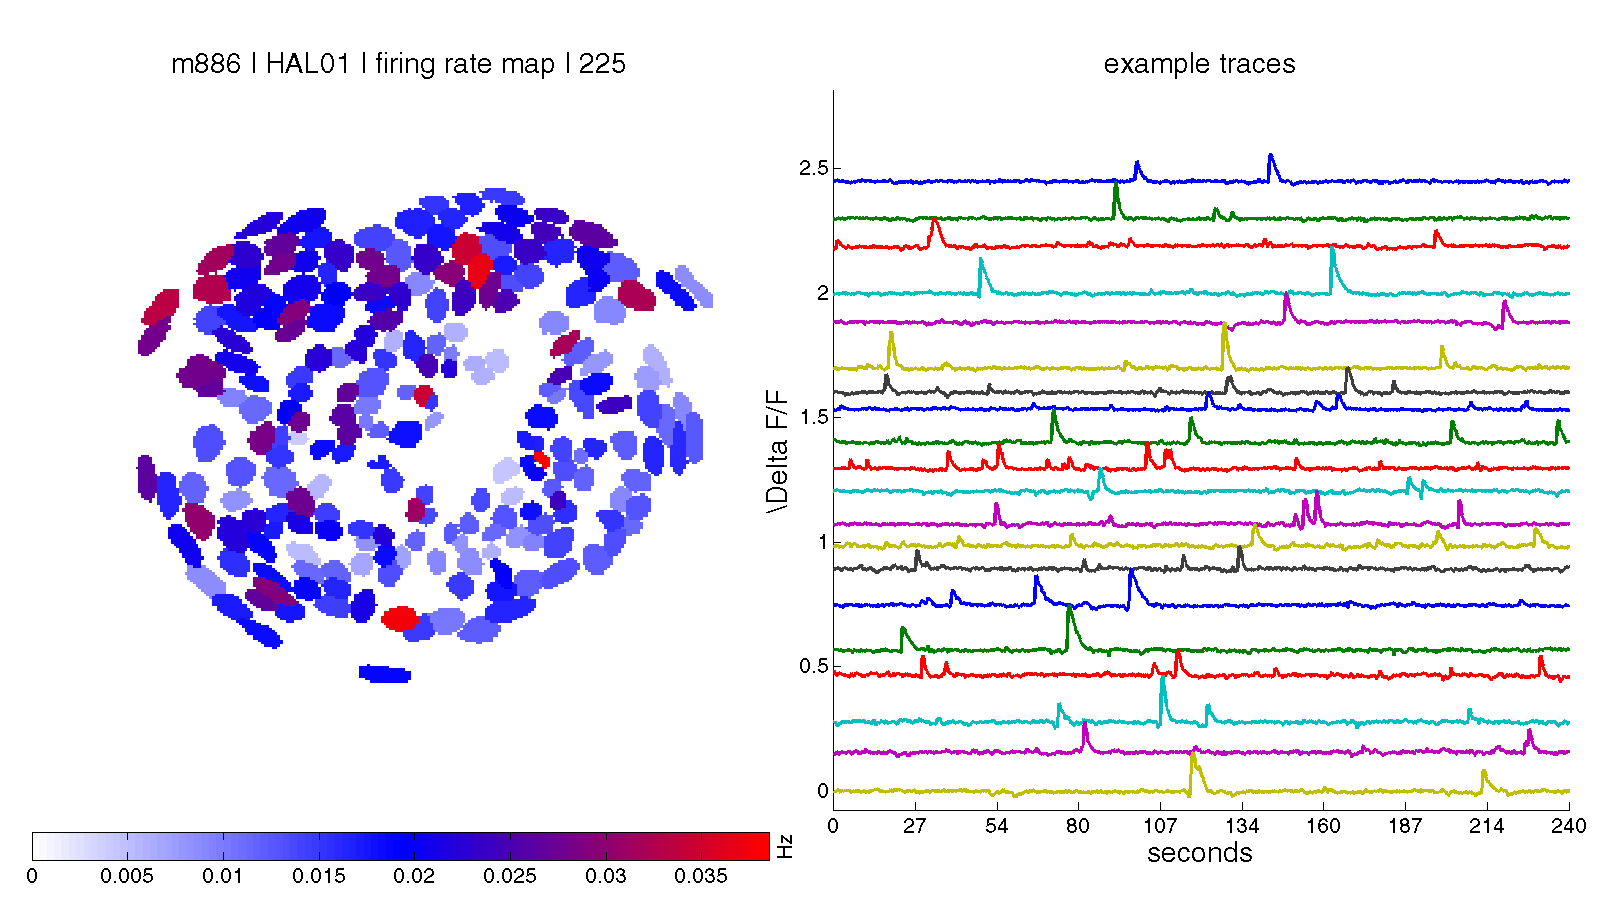 m886 | HAL01 | firing rate map | 225
0 0.005 0.01 0.015 0.02 0.025 0.03 0.035
Hz
example traces
\Delta F/F
2.5
2
1.5
1
0.5
0
0 27 54 80 107 134 160 187 214 240
seconds